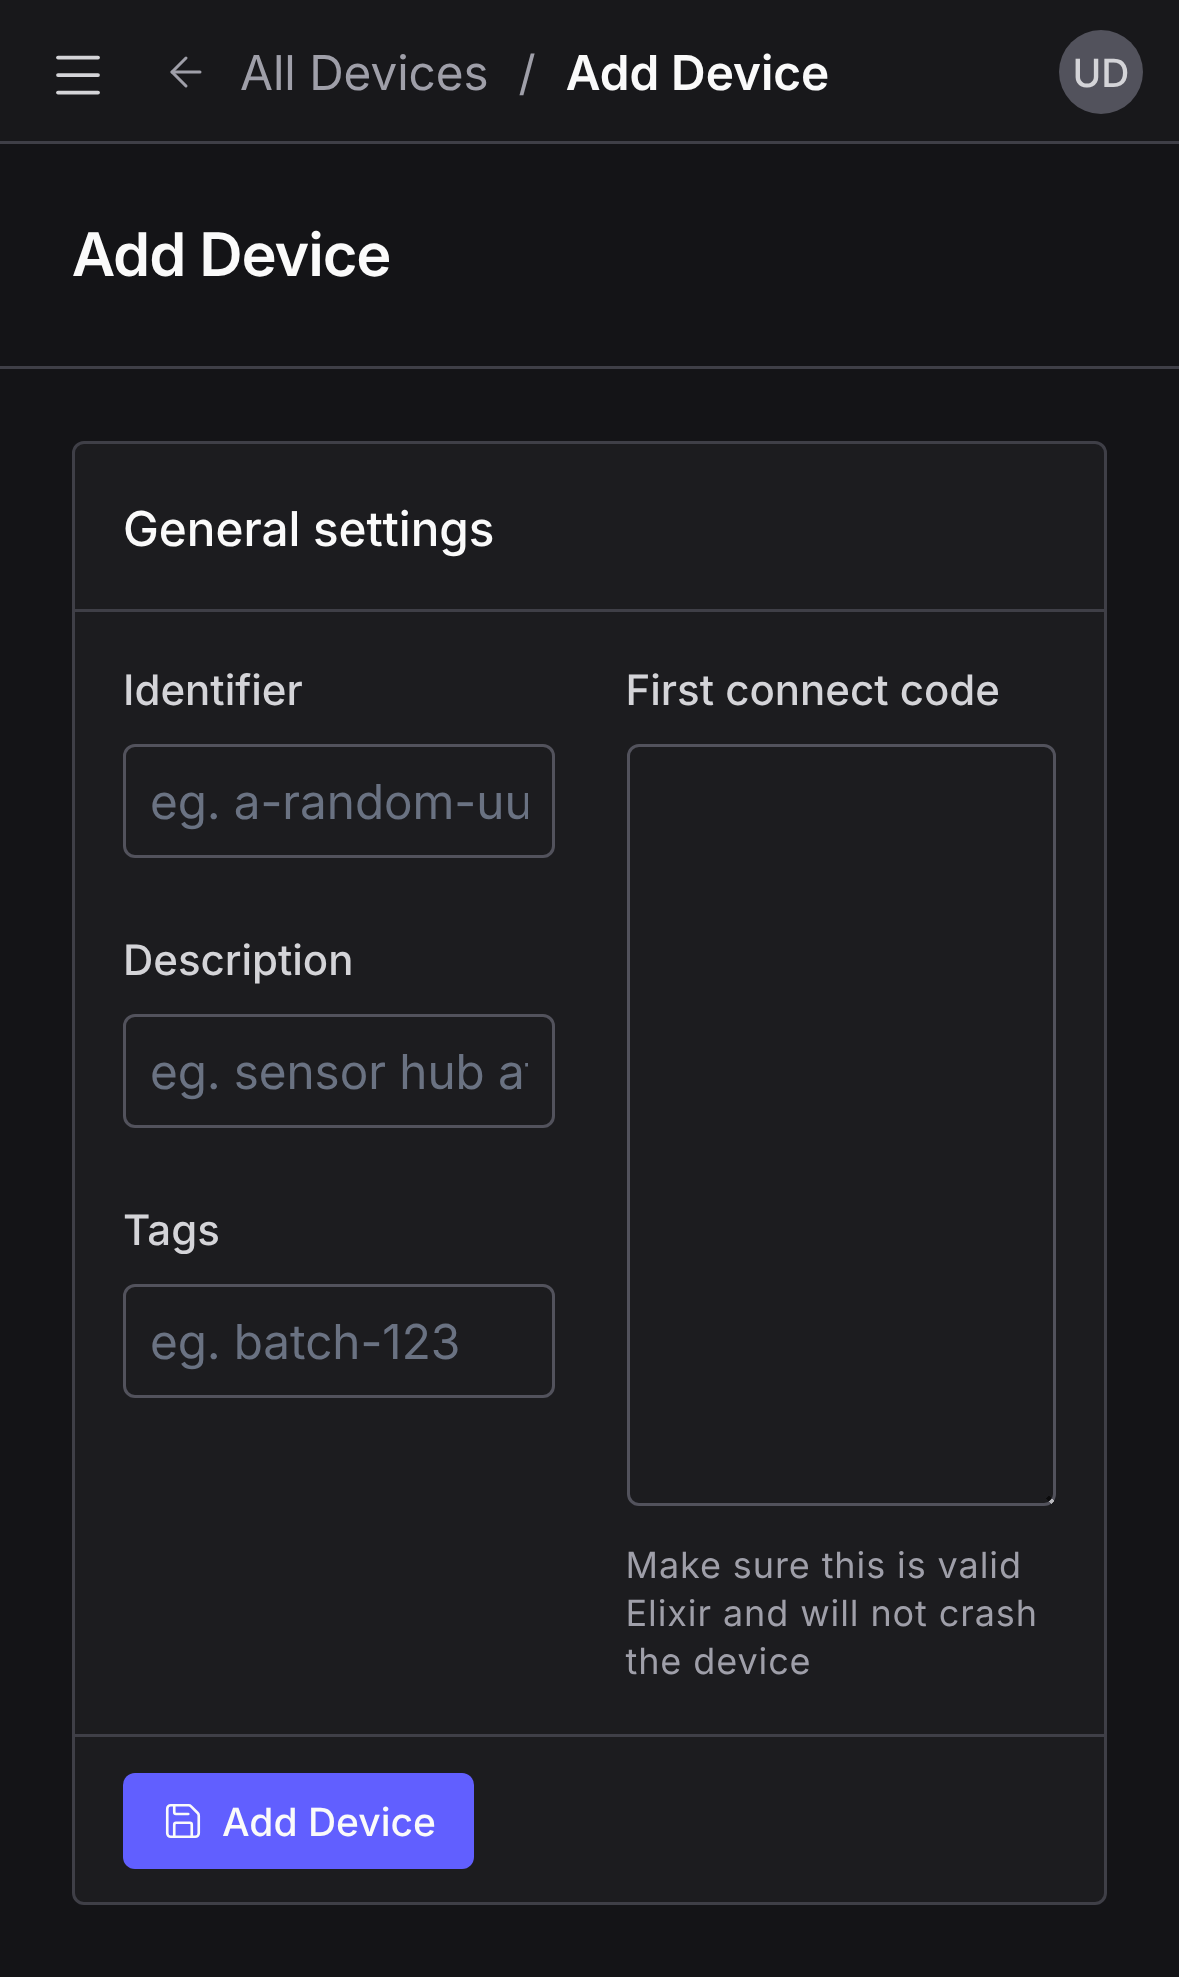 All Devices / Add Device
UD
Add Device
General settings
Identifier
eg. a-random-uu
Description
eg. sensor hub a
Tags
eg. batch-123
First connect code
Make sure this is valid
Elixir and will not crash
the device
Add Device